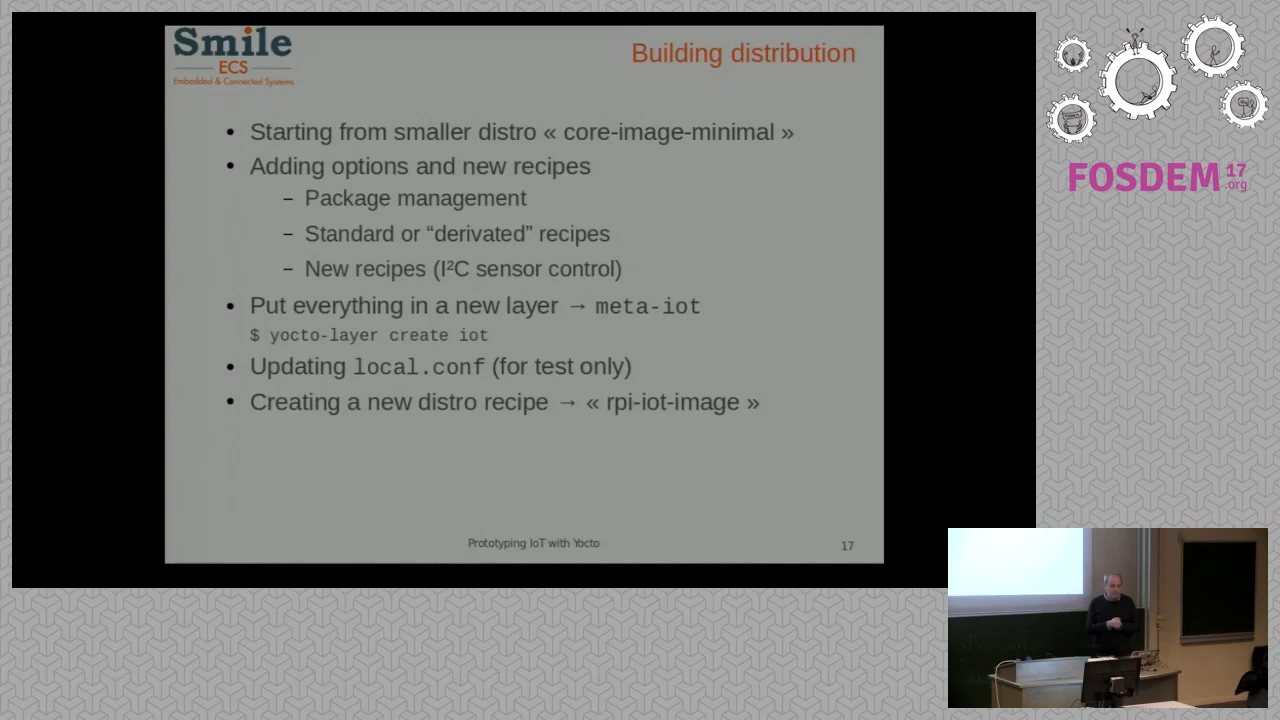 Smile
ECS
Embedded & Connected Systems
Building distribution
• Starting from smaller distro « core-image-minimal »
• Adding options and new recipes
– Package management
– Standard or “derivated” recipes
– New recipes (I²C sensor control)
• Put everything in a new layer → meta-iot
$ yocto-layer create iot
• Updating local.conf (for test only)
• Creating a new distro recipe → « rpi-iot-image »
Prototyping IoT with Yocto
17
FOSDEM 17
.org